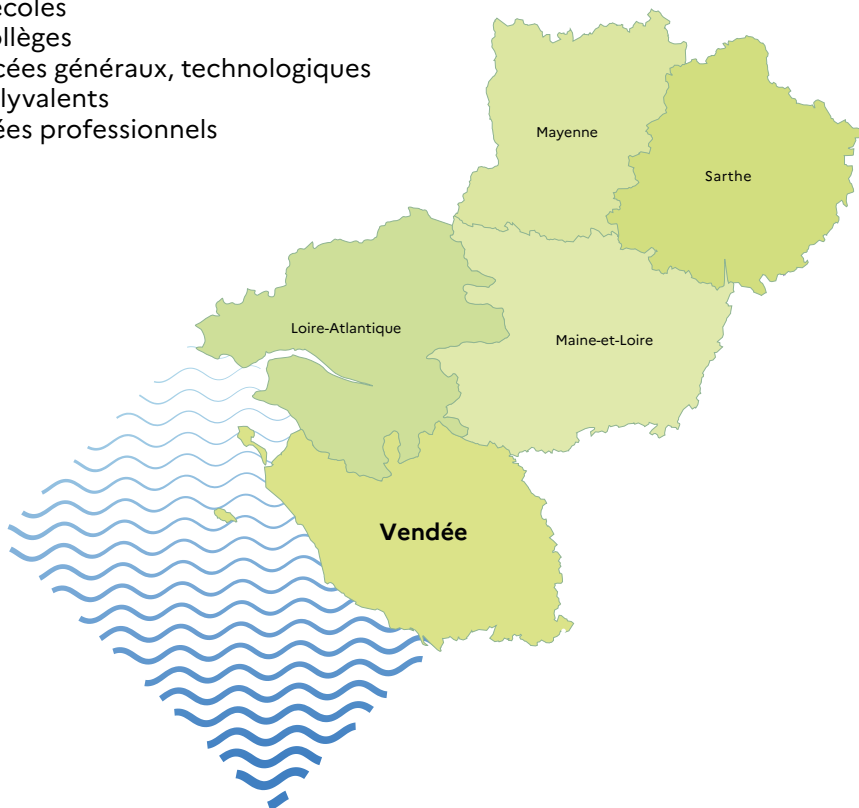 écoles
ollèges
cées généraux, technologiques
lyvalents
ées professionnels
Mayenne
Sarthe
Loire-Atlantique
Maine-et-Loire
Vendée